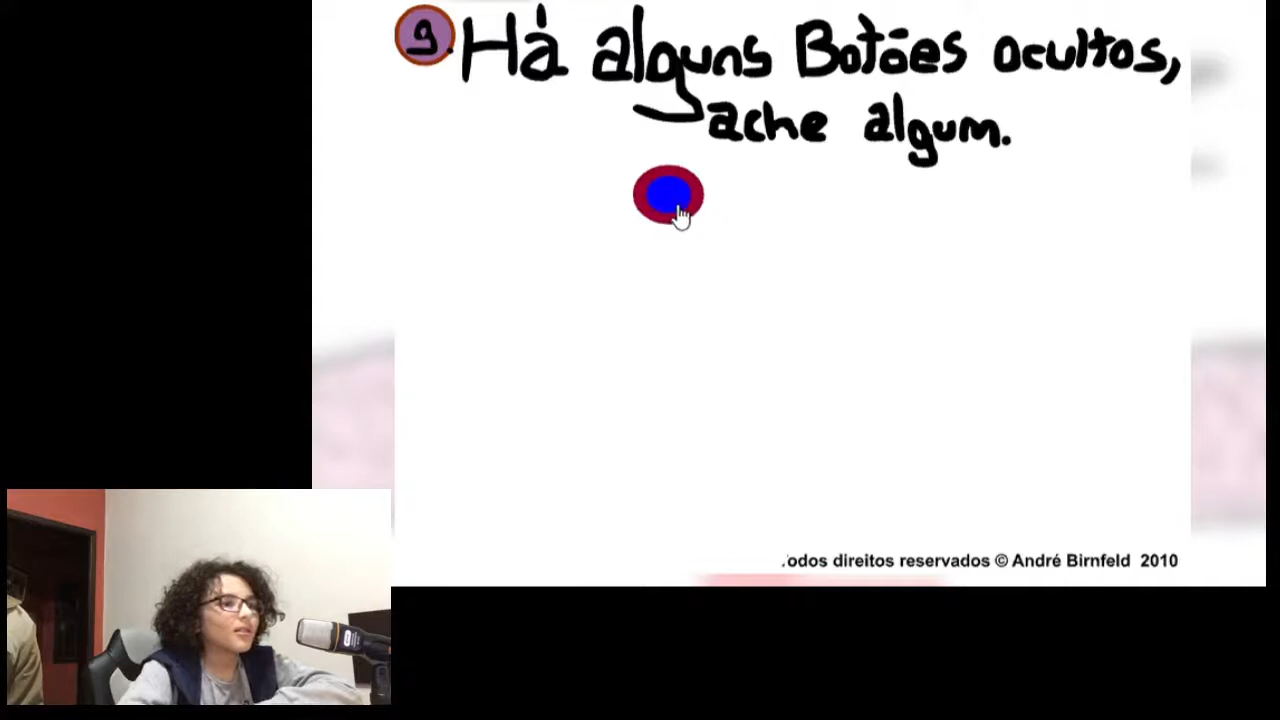 9. Há alguns Botões ocultos,
ache algum.
odos direitos reservados © André Birnfeld 2010